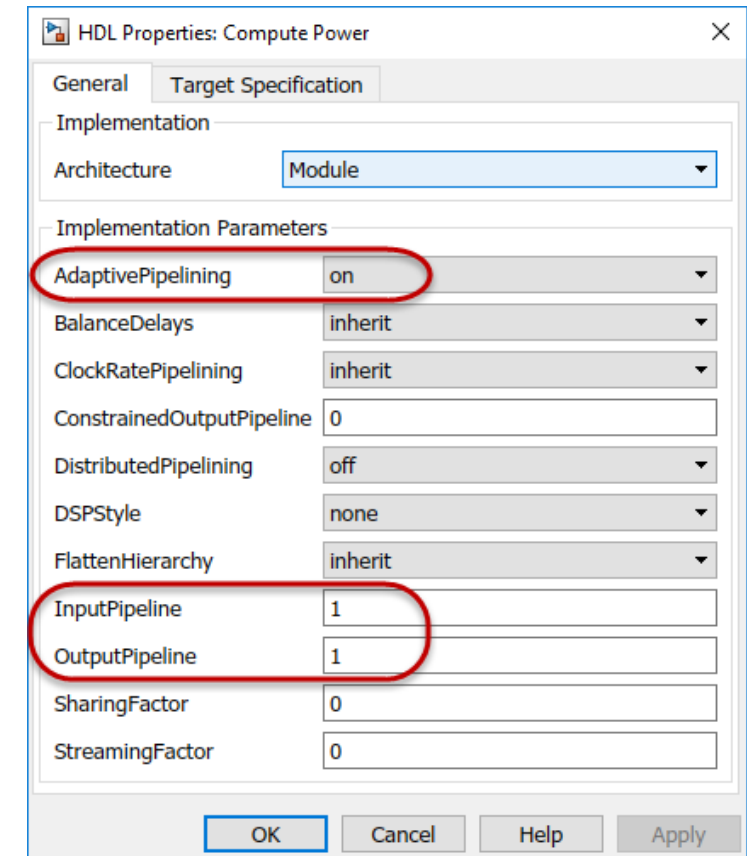 HDL Properties: Compute Power
General Target Specification
Implementation
Architecture Module
Implementation Parameters
AdaptivePipelining on
BalanceDelays inherit
ClockRatePipelining inherit
ConstrainedOutputPipeline 0
DistributedPipelining off
DSPStyle none
FlattenHierarchy inherit
InputPipeline 1
OutputPipeline 1
SharingFactor 0
StreamingFactor 0
OK Cancel Help Apply